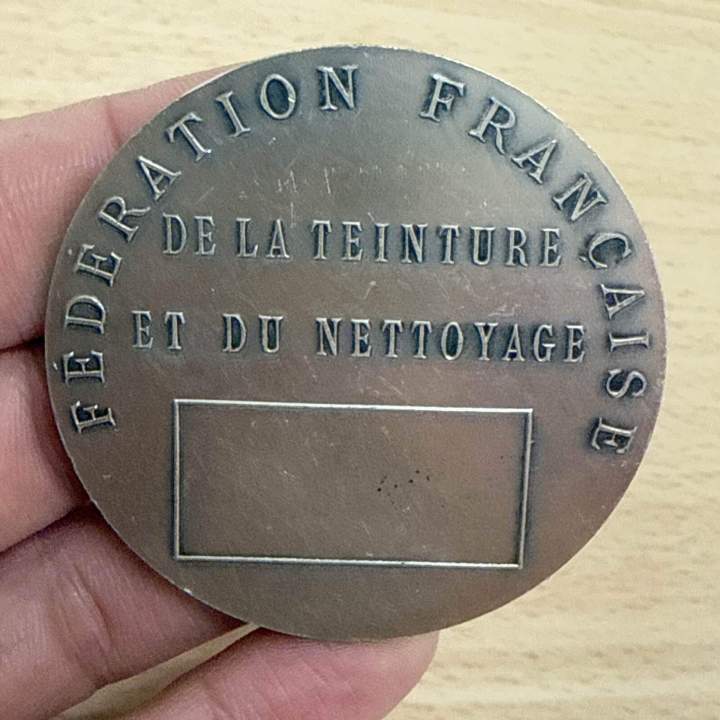 FÉDÉRATION FRANÇAISE
DE LA TEINTURE
ET DU NETTOYAGE